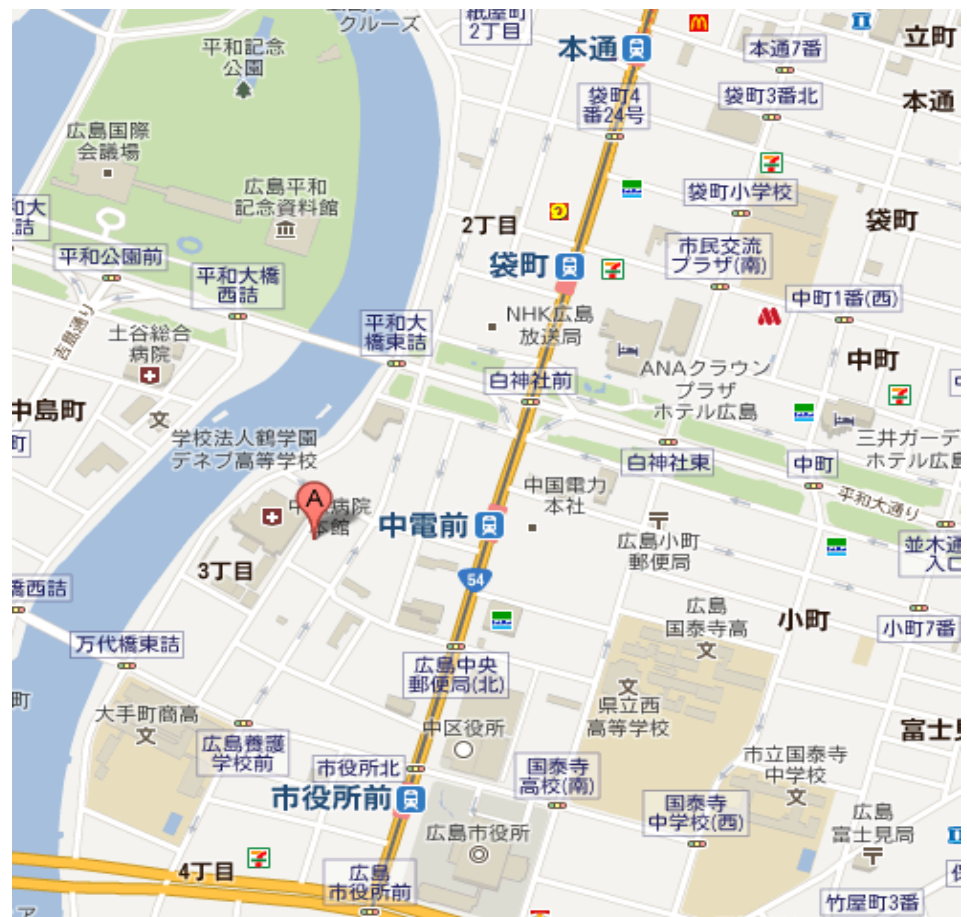 クルーズ
紙屋町
2丁目
本通
立町
本通7番
平和記念
公園
袋町4
番24号
袋町3番北
本通
広島国際
会議場
広島平和
記念資料館
袋町小学校
袋町
2丁目
平和公園前
平和大橋
西詰
袋町
市民交流
プラザ(南)
中町1番(西)
NHK広島
放送局
平和大
橋東詰
吉島通り
土谷総合
病院
中町
ANAクラウン
プラザ
ホテル広島
白神社前
中島町
学校法人鶴学園
デネブ高等学校
白神社東
中町
三井ガーデ
ホテル広島
平和大通り
中国電力
本社
A
病院
本館
中電前
広島小町
郵便局
並木通
入口
3丁目
54
橋西詰
広島
国泰寺高
小町
小町7番
万代橋東詰
広島中央
郵便局(北)
県立西
高等学校
大手町商高
中区役所
富士見
広島養護
学校前
市役所北
国泰寺
高校(南)
市立国泰寺
中学校
市役所前
国泰寺
中学校(西)
広島
富士見局
広島市役所
4丁目
広島
市役所前
竹屋町3番